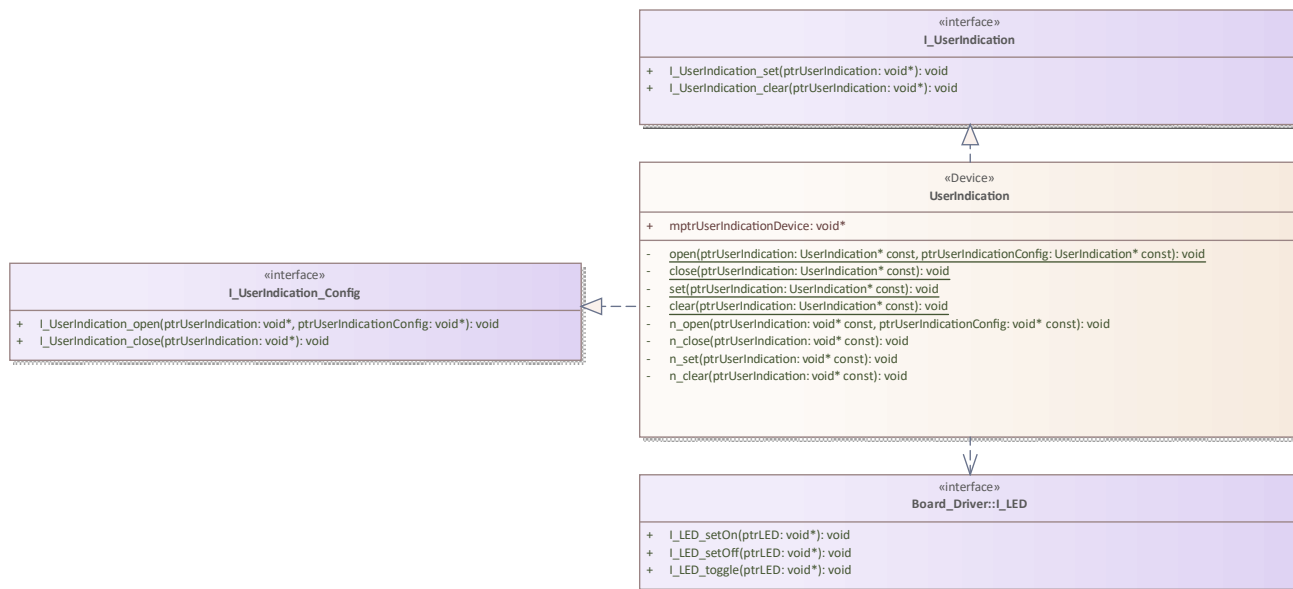 «interface»
I_UserIndication
+ I_UserIndication_set(ptrUserIndication: void*): void
+ I_UserIndication_clear(ptrUserIndication: void*): void
«Device»
UserIndication
+ mptrUserIndicationDevice: void*
- open(ptrUserIndication: UserIndication* const, ptrUserIndicationConfig: UserIndication* const): void
- close(ptrUserIndication: UserIndication* const): void
- set(ptrUserIndication: UserIndication* const): void
- clear(ptrUserIndication: UserIndication* const): void
- n_open(ptrUserIndication: void* const, ptrUserIndicationConfig: void* const): void
- n_close(ptrUserIndication: void* const): void
- n_set(ptrUserIndication: void* const): void
- n_clear(ptrUserIndication: void* const): void
«interface»
I_UserIndication_Config
+ I_UserIndication_open(ptrUserIndication: void*, ptrUserIndicationConfig: void*): void
+ I_UserIndication_close(ptrUserIndication: void*): void
«interface»
Board_Driver::I_LED
+ I_LED_setOn(ptrLED: void*): void
+ I_LED_setOff(ptrLED: void*): void
+ I_LED_toggle(ptrLED: void*): void